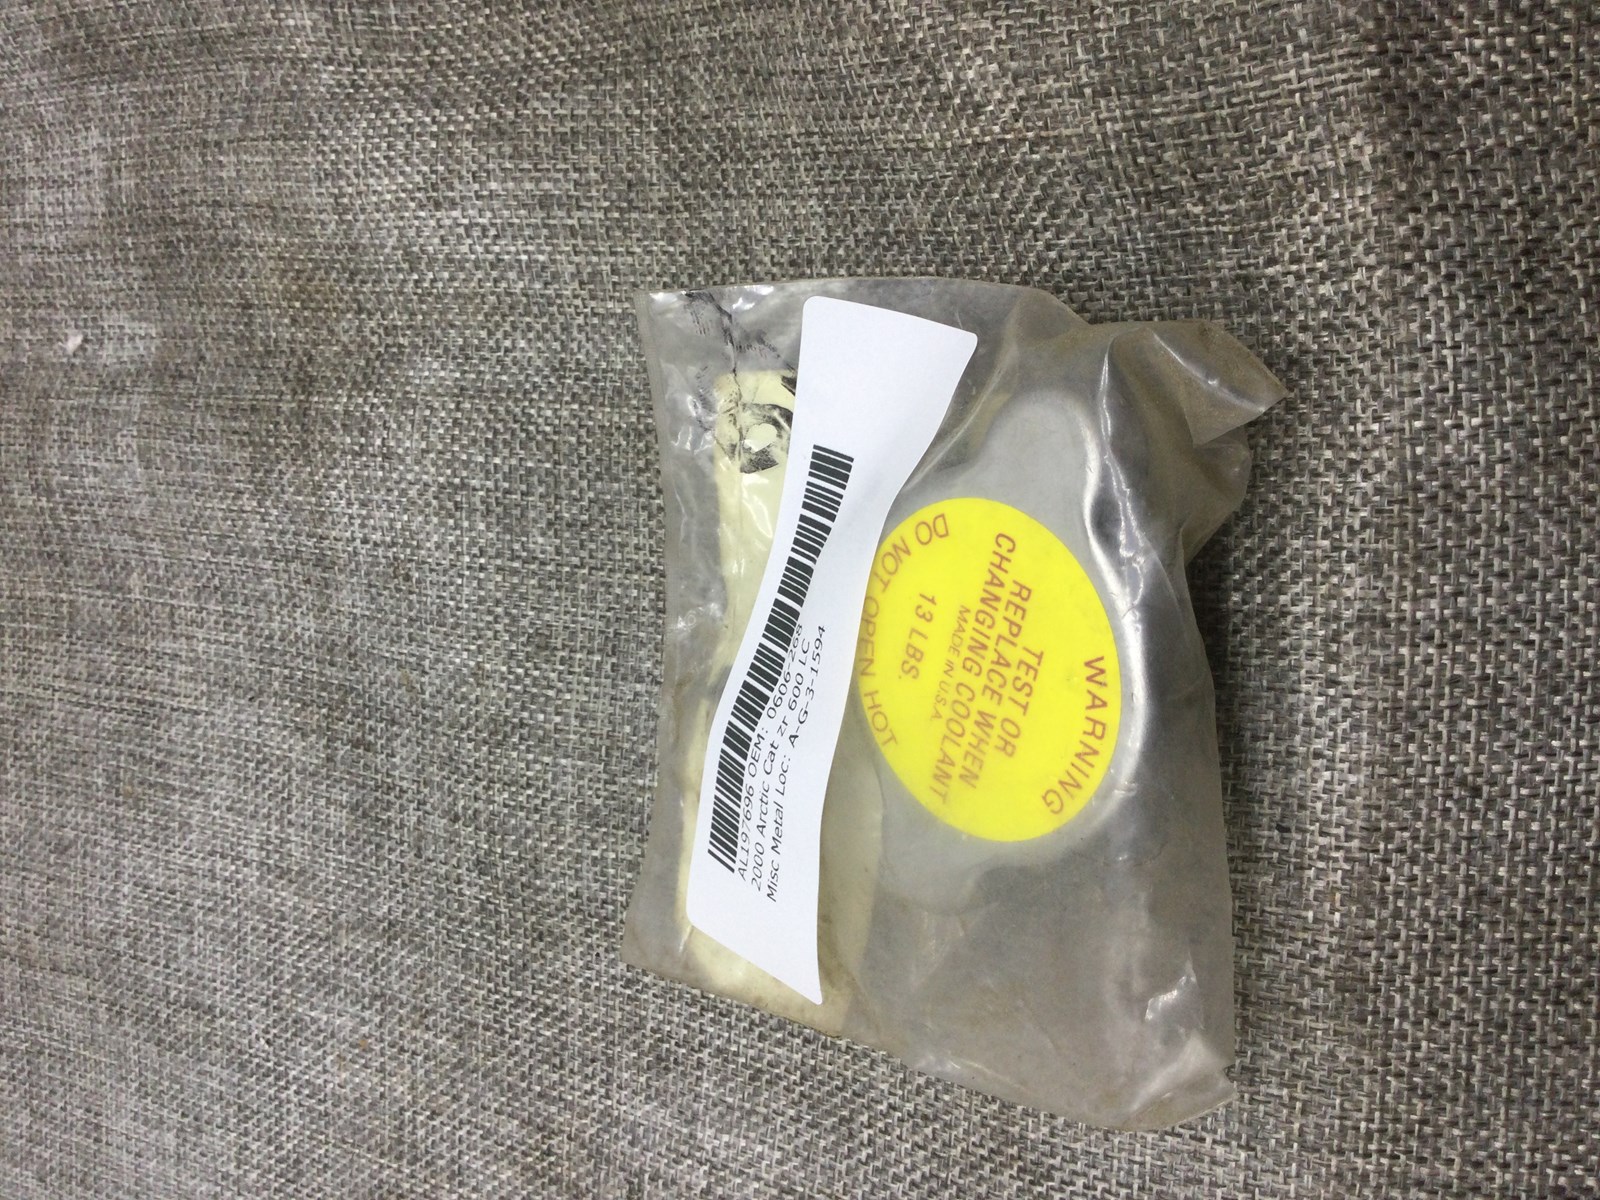 AL197696 OEM: 0606-268
2000 Arctic Cat zr 600 LC
Misc Metal Loc: A-G-3-1594
WARNING
TEST OR
REPLACE WHEN
CHANGING COOLANT
MADE IN U.S.A.
13 LBS.
DO NOT OPEN HOT